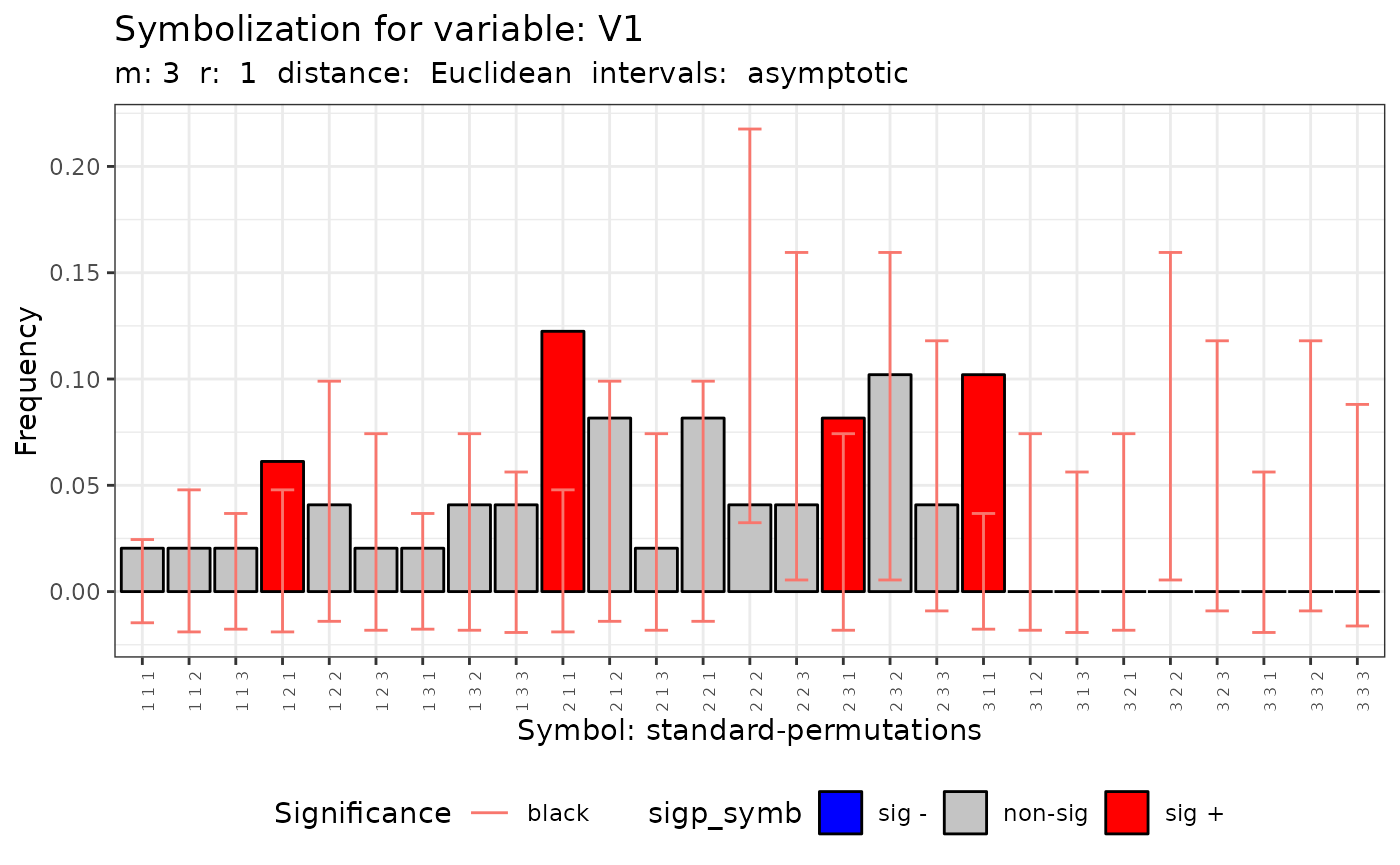 Symbolization for variable: V1
m: 3 r: 1 distance: Euclidean intervals: asymptotic
Frequency
0.20
0.15
0.10
0.05
0.00
1 1 1
1 1 2
1 1 3
1 2 1
1 2 2
1 2 3
1 3 1
1 3 2
1 3 3
2 1 1
2 1 2
2 1 3
2 2 1
2 2 2
2 2 3
2 3 1
2 3 2
2 3 3
3 1 1
3 1 2
3 1 3
3 2 1
3 2 2
3 2 3
3 3 1
3 3 2
3 3 3
Symbol: standard-permutations
Significance black sigp_symb sig - non-sig sig +